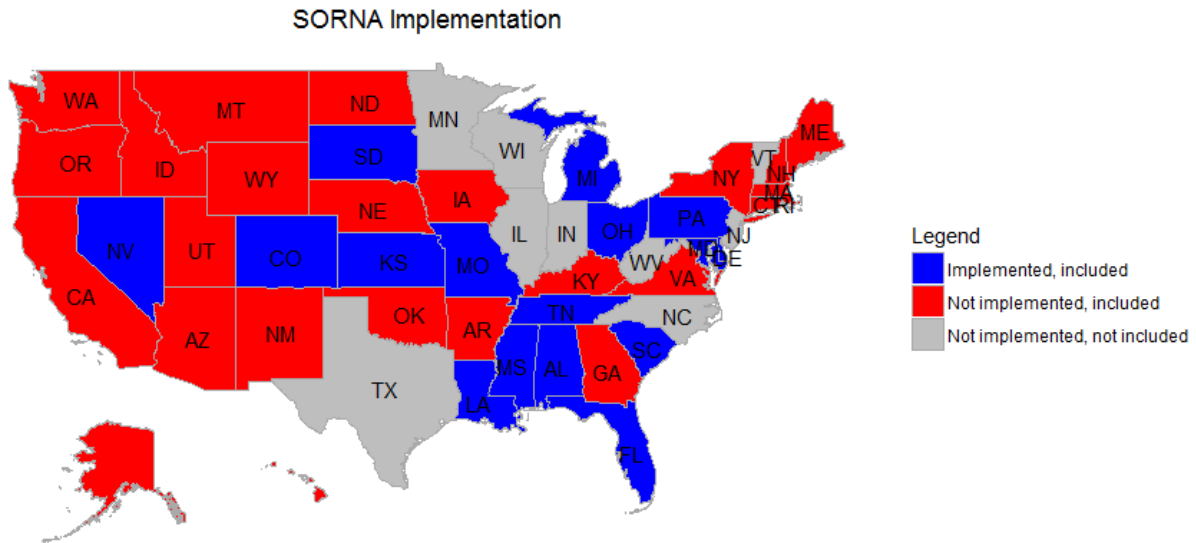 SORNA Implementation
WA
MT
ND
MN
ME
OR
ID
SD
WI
VT
WY
MI
NY
NH
IA
MA
NE
CT
RI
PA
NV
UT
CO
IL
IN
OH
NJ
KS
MO
MD
DE
WV
CA
KY
VA
Legend
Implemented, included
Not implemented, included
Not implemented, not included
AZ
NM
OK
AR
TN
NC
SC
MS
AL
GA
TX
LA
FL